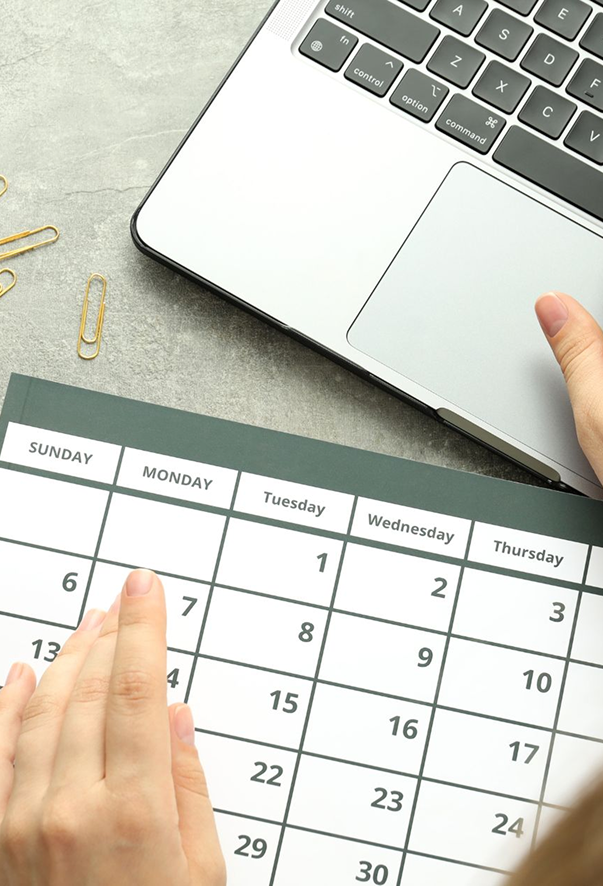 A E
shift S D
fn Z F
control X C
option V
command
SUNDAY MONDAY Tuesday Wednesday Thursday
1 2 3
6 7 8 9 10
13 15 16 17
22 23 24
29 30